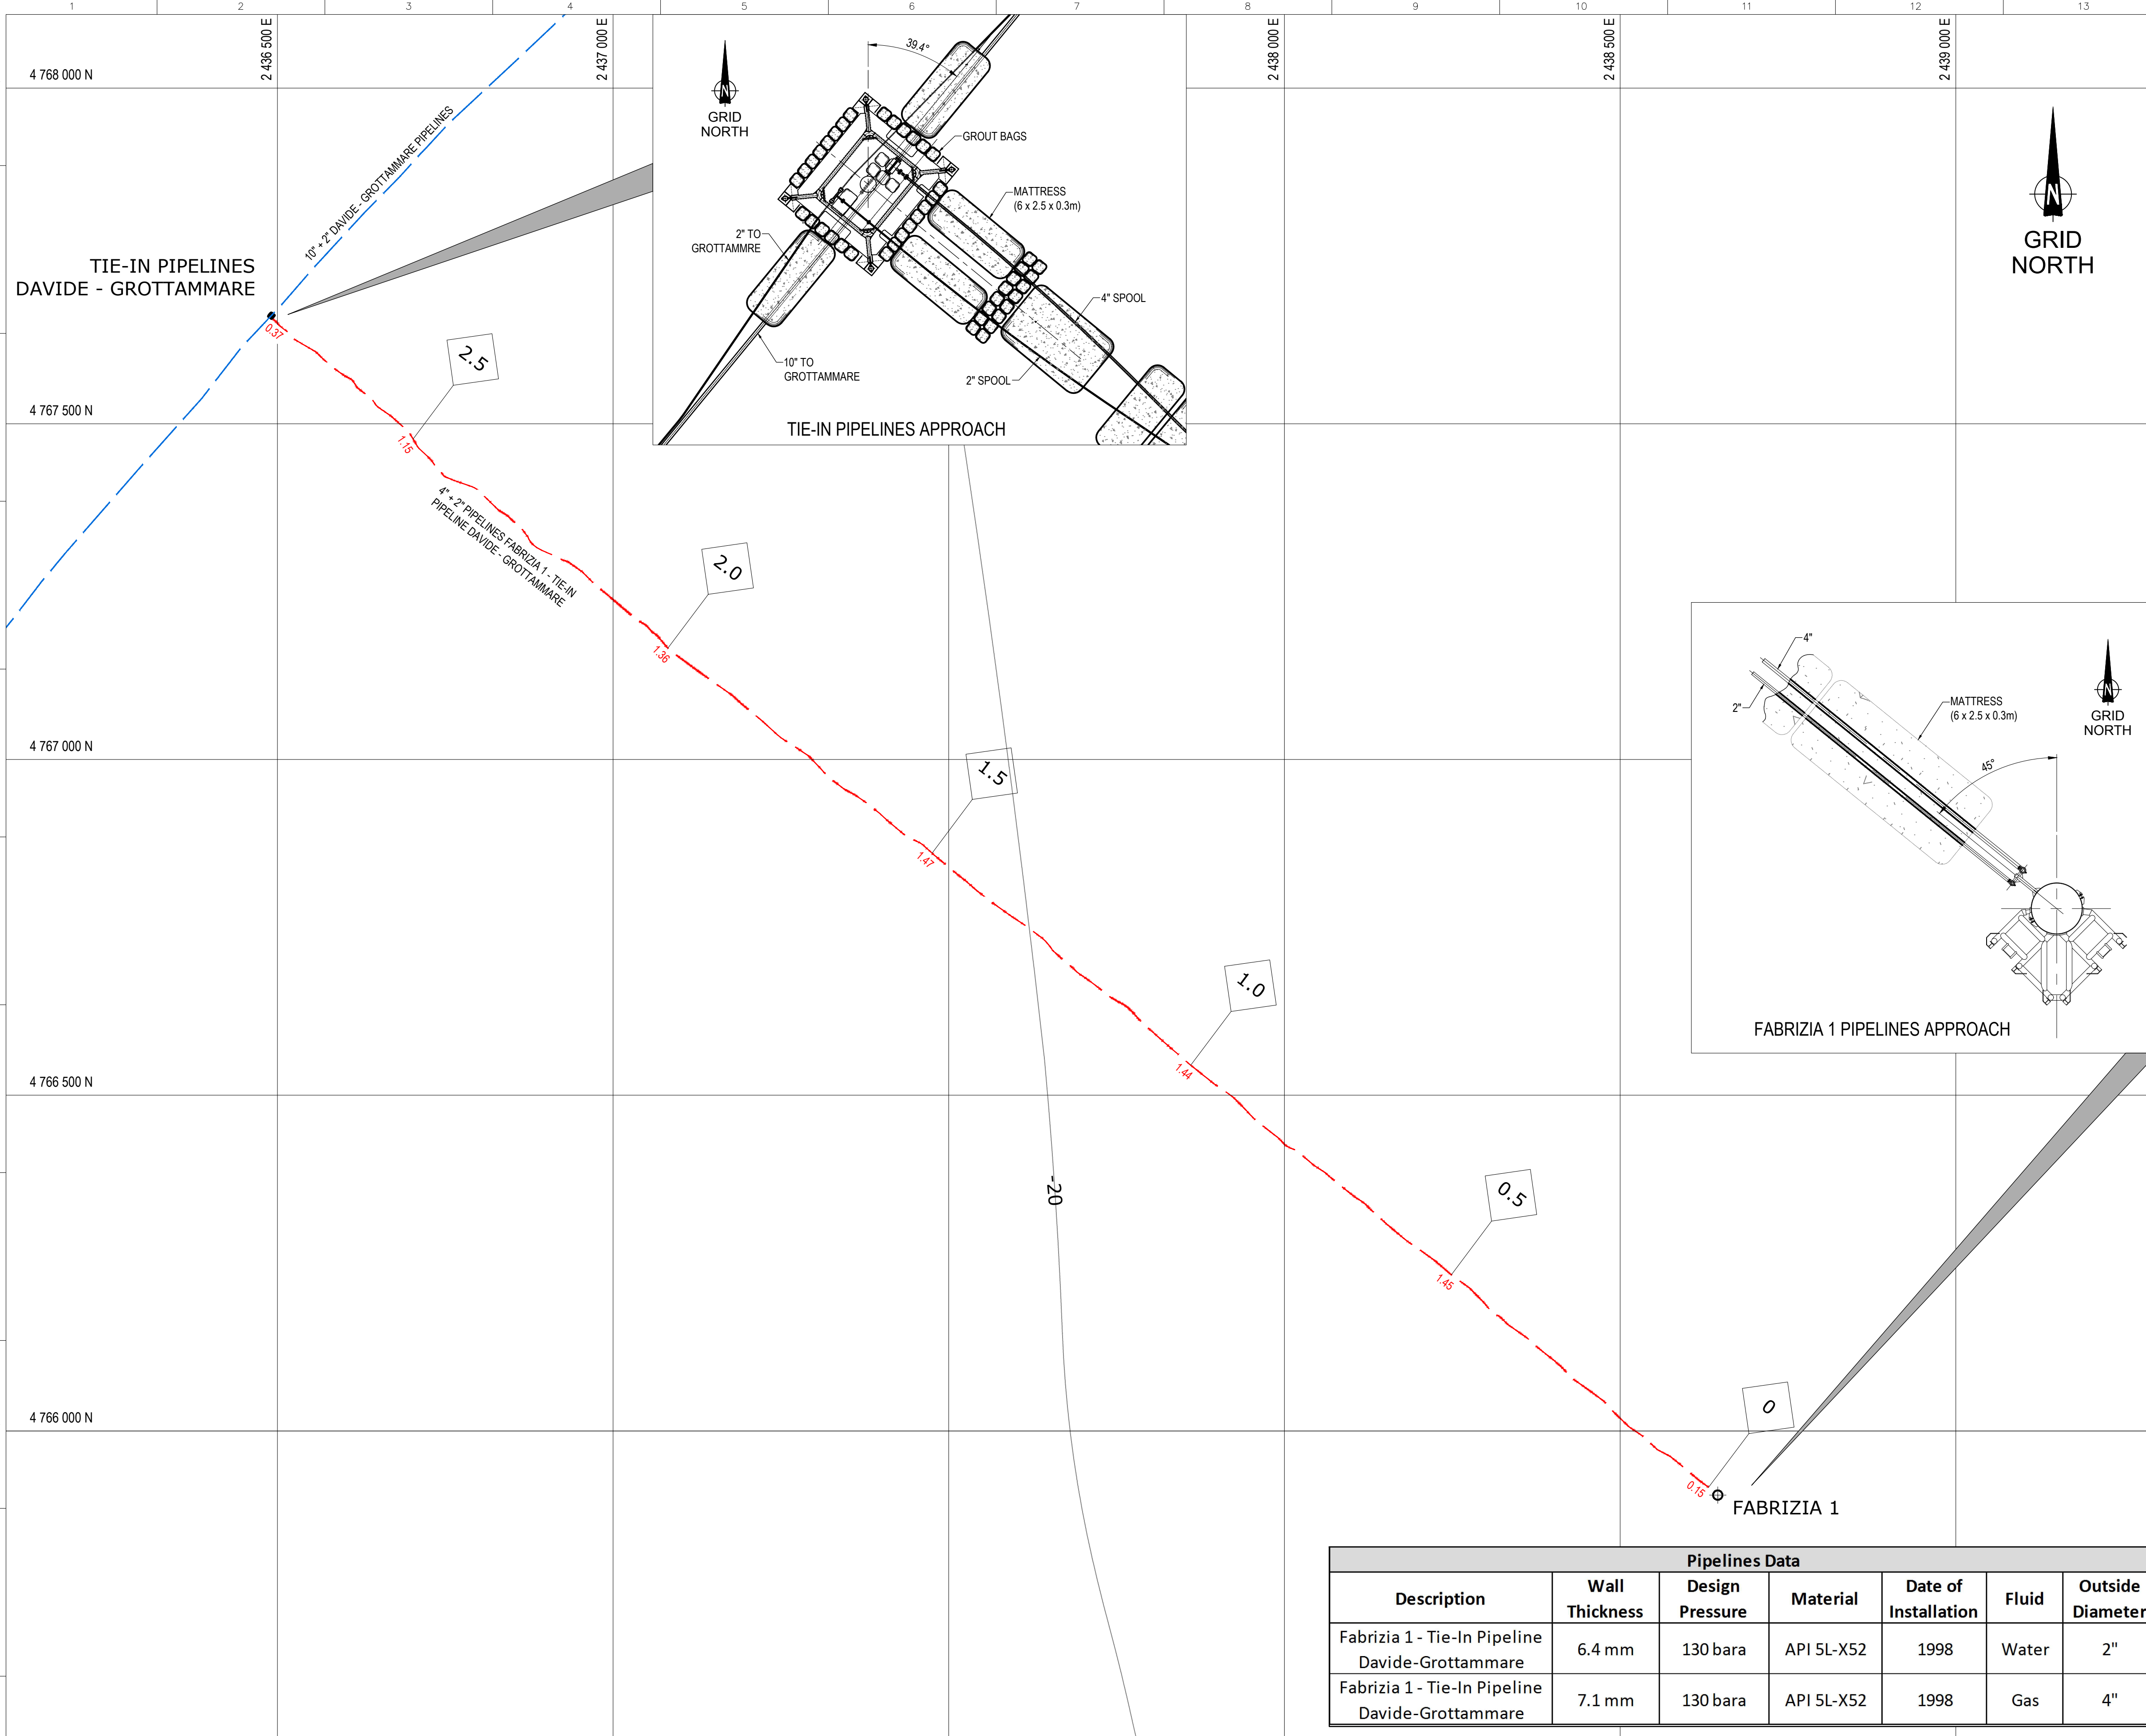 1 2 3 4 5 6 7 8 9 10 11 12 13
2 436 500 E
2 437 000 E
2 438 000 E
2 438 500 E
2 439 000 E
4 768 000 N
4 767 500 N
4 767 000 N
4 766 500 N
4 766 000 N
10" + 2" DAVIDE - GROTTAMMARE PIPELINES
TIE-IN PIPELINES
DAVIDE - GROTTAMMARE
N
GRID
NORTH
39.4°
GROUT BAGS
MATTRESS
(6 x 2.5 x 0.3m)
2" TO
GROTTAMMRE
4" SPOOL
10" TO
GROTTAMMARE
2" SPOOL
TIE-IN PIPELINES APPROACH
N
GRID
NORTH
0.37
2.5
1.15
4" + 2" PIPELINES FABRIZIA 1 - TIE-IN
PIPELINE DAVIDE - GROTTAMMARE
2.0
1.36
1.5
1.47
1.0
1.44
-20
0.5
1.45
0
0.15
FABRIZIA 1
4"
2"
MATTRESS
(6 x 2.5 x 0.3m)
N
GRID
NORTH
45°
FABRIZIA 1 PIPELINES APPROACH
Pipelines Data
Description Wall Thickness Design Pressure Material Date of Installation Fluid Outside Diameter
Fabrizia 1 - Tie-In Pipeline Davide-Grottammare 6.4 mm 130 bara API 5L-X52 1998 Water 2"
Fabrizia 1 - Tie-In Pipeline Davide-Grottammare 7.1 mm 130 bara API 5L-X52 1998 Gas 4"